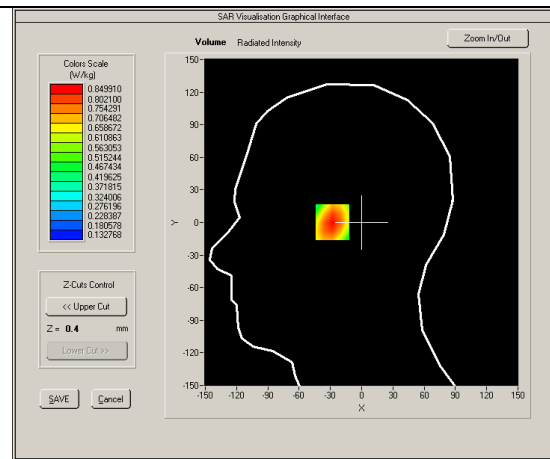 SAR Visualisation Graphical Interface
Volume Radiated Intensity
Zoom In/Out
Colors Scale
(W/kg)
0.849910
0.802100
0.754291
0.706482
0.658672
0.610863
0.563053
0.515244
0.467434
0.419625
0.371815
0.324006
0.276196
0.228387
0.180578
0.132768
Z-Cuts Control
<< Upper Cut
Z = 0.4 mm
Lower Cut >>
SAVE
Cancel
150
120
90
60
30
0
-30
-60
-90
-120
-150
Y
-150 -120 -90 -60 -30 0 30 60 90 120 150
X